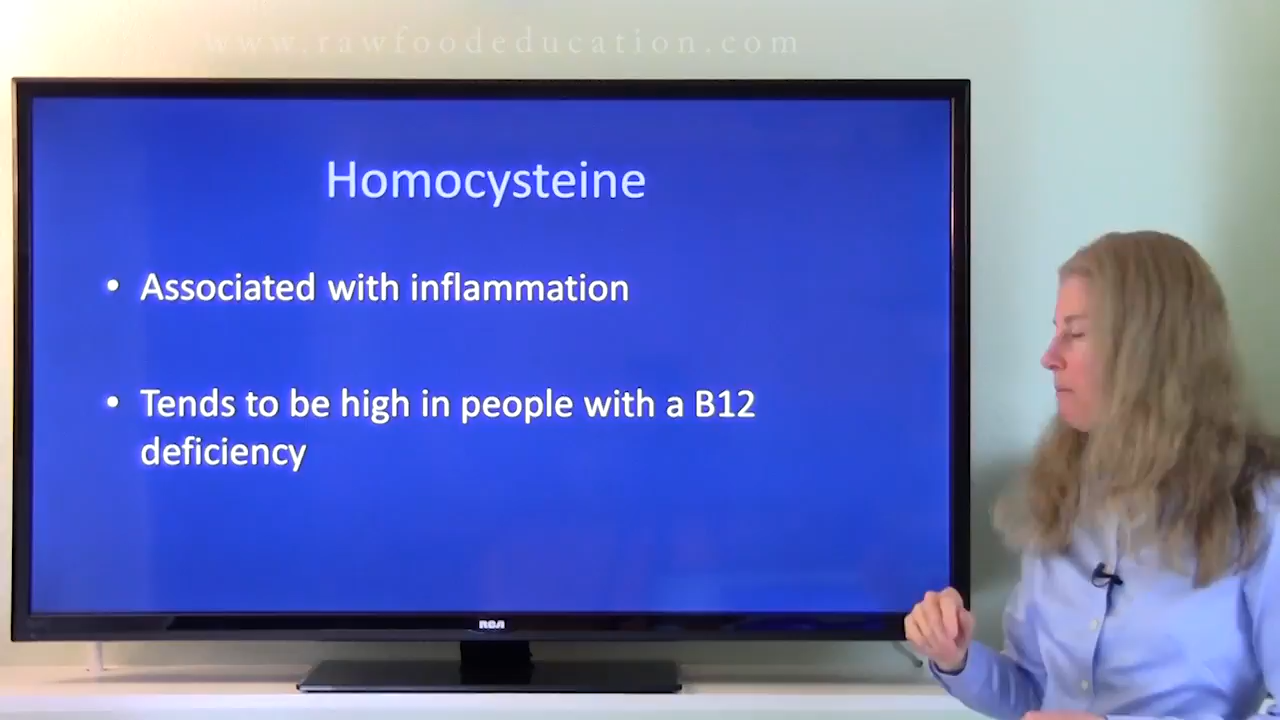 www.rawfoodeducation.com
Homocysteine
• Associated with inflammation
• Tends to be high in people with a B12
deficiency
RCA